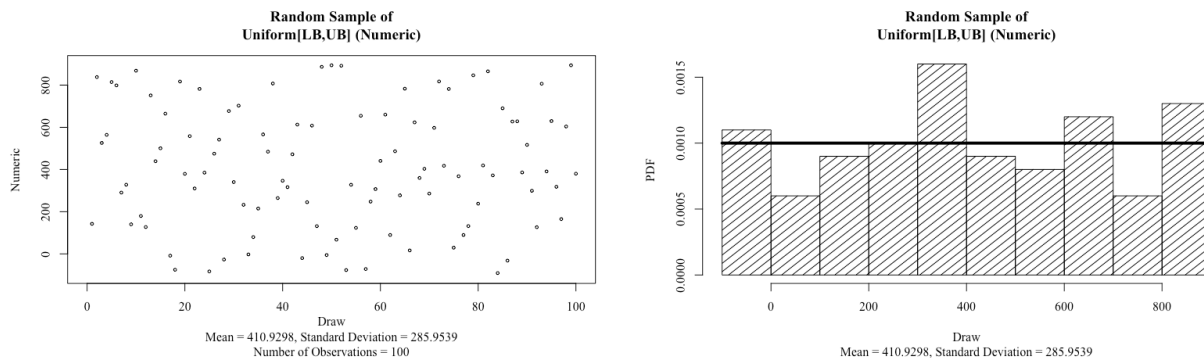 Random Sample of
Uniform[LB,UB] (Numeric)
Numeric
800
600
400
200
0
0
20
40
60
80
100
Draw
Mean = 410.9298, Standard Deviation = 285.9539
Number of Observations = 100
Random Sample of
Uniform[LB,UB] (Numeric)
PDF
0.0015
0.0010
0.0005
0.0000
0
200
400
600
800
Draw
Mean = 410.9298, Standard Deviation = 285.9539